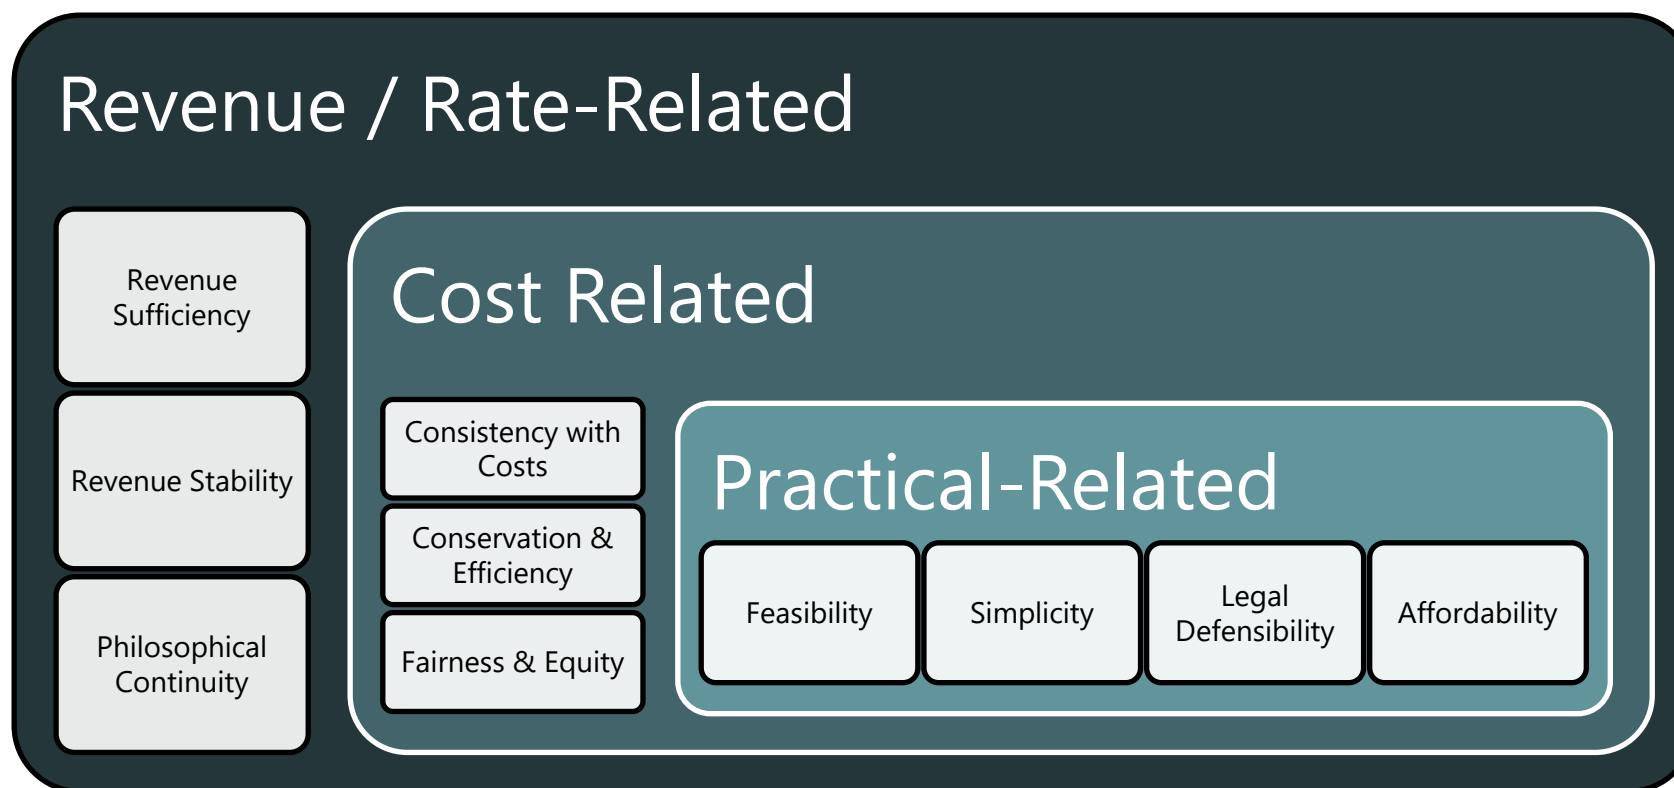 Revenue / Rate-Related
Revenue
Sufficiency
Revenue Stability
Philosophical
Continuity
Cost Related
Consistency with
Costs
Conservation &
Efficiency
Fairness & Equity
Practical-Related
Feasibility
Simplicity
Legal
Defensibility
Affordability